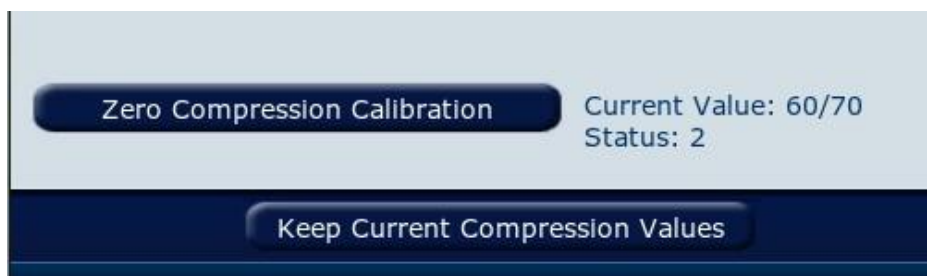 Zero Compression Calibration
Current Value: 60/70
Status: 2
Keep Current Compression Values